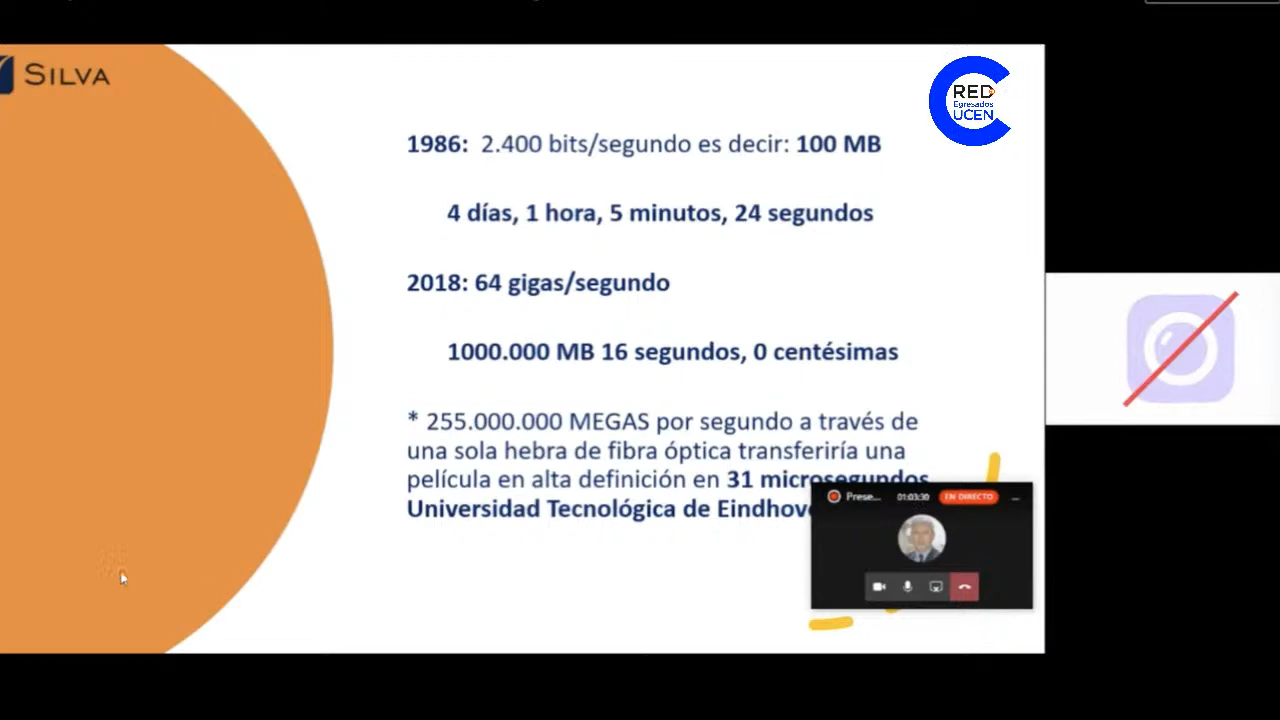 SILVA
RED
Egresados
UCEN
1986: 2.400 bits/segundo es decir: 100 MB
4 días, 1 hora, 5 minutos, 24 segundos
2018: 64 gigas/segundo
1000.000 MB 16 segundos, 0 centésimas
* 255.000.000 MEGAS por segundo a través de
una sola hebra de fibra óptica transferiría una
película en alta definición en 31 microsegundos
Universidad Tecnológica de Eindhov
Prese... 01:03:30 EN DIRECTO